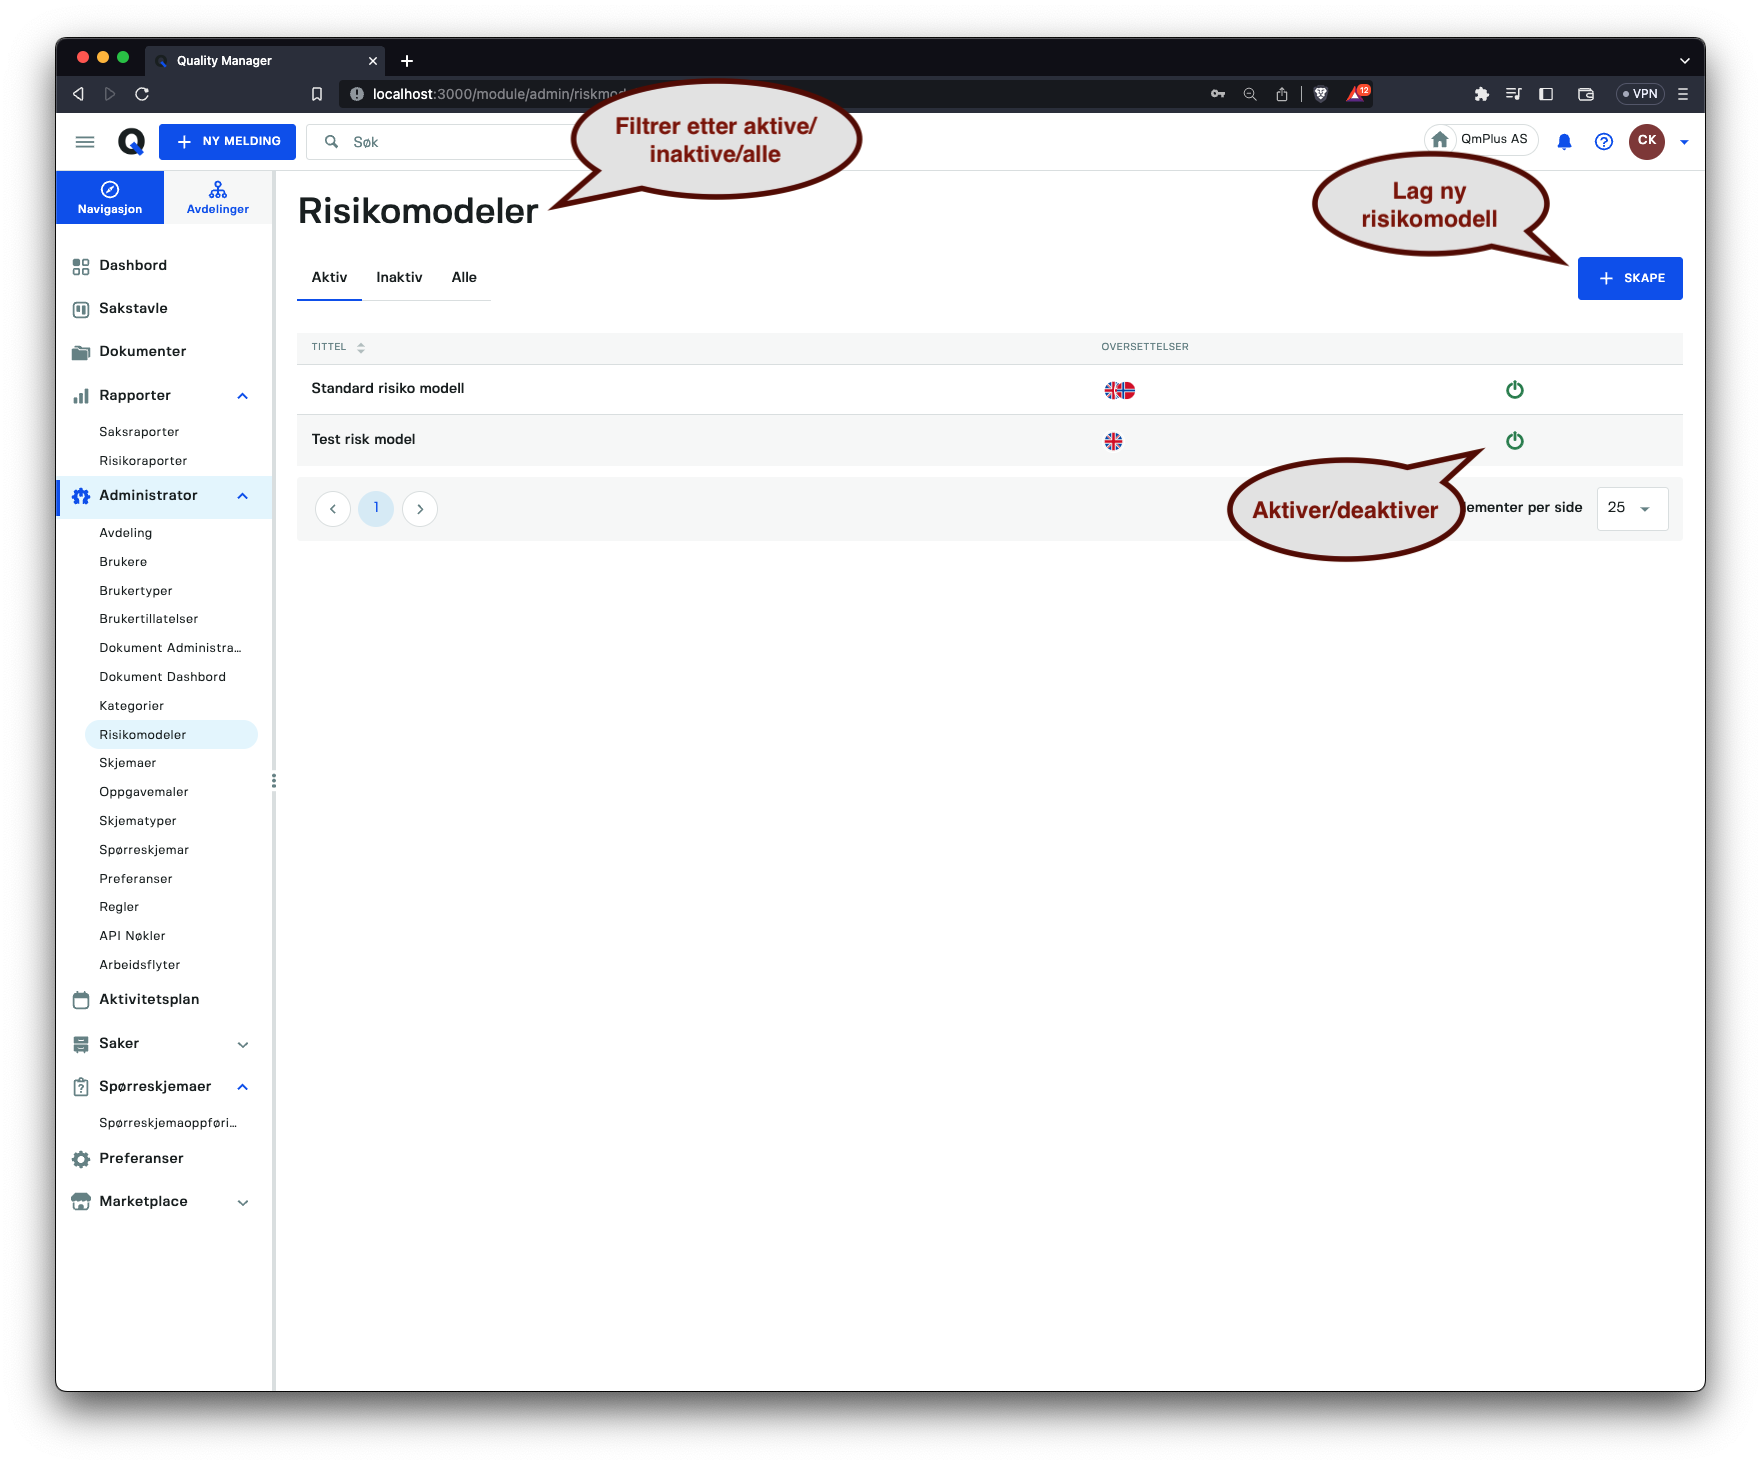 Quality Manager
localhost:3000/module/admin/riskmod
12
VPN
NY MELDING
Søk
Filtrer etter aktive/
inaktive/alle
QmPlus AS
CK
Navigasjon
Avdelinger
Risikomodeler
Lag ny
risikomodell
Aktiv
Inaktiv
Alle
SKAPE
TITTEL
OVERSETTELSER
Standard risiko modell
Test risk model
1
Aktiver/deaktiver
ementer per side
25
Dashbord
Sakstavle
Dokumenter
Rapporter
Saksraporter
Risikoraporter
Administrator
Avdeling
Brukere
Brukertyper
Brukertillatelser
Dokument Administra...
Dokument Dashbord
Kategorier
Risikomodeler
Skjemaer
Oppgavemaler
Skjematyper
Spørreskjemar
Preferanser
Regler
API Nøkler
Arbeidsflyter
Aktivitetsplan
Saker
Spørreskjemaer
Spørreskjemaoppføri...
Preferanser
Marketplace